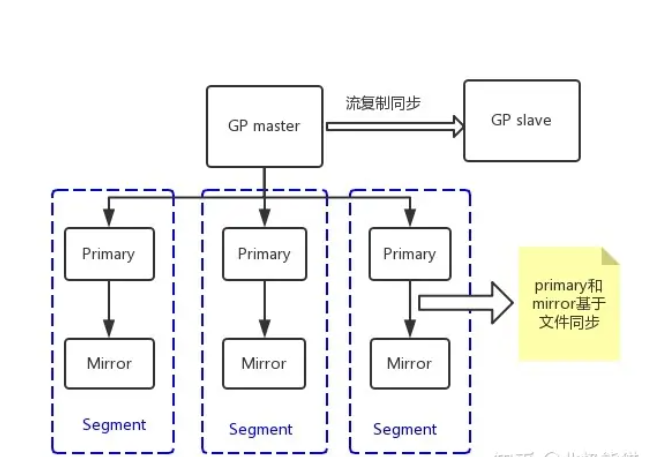 流复制同步
GP master
GP slave
Primary
Primary
Primary
primary和
mirror基于
文件同步
Mirror
Mirror
Mirror
Segment
Segment
Segment